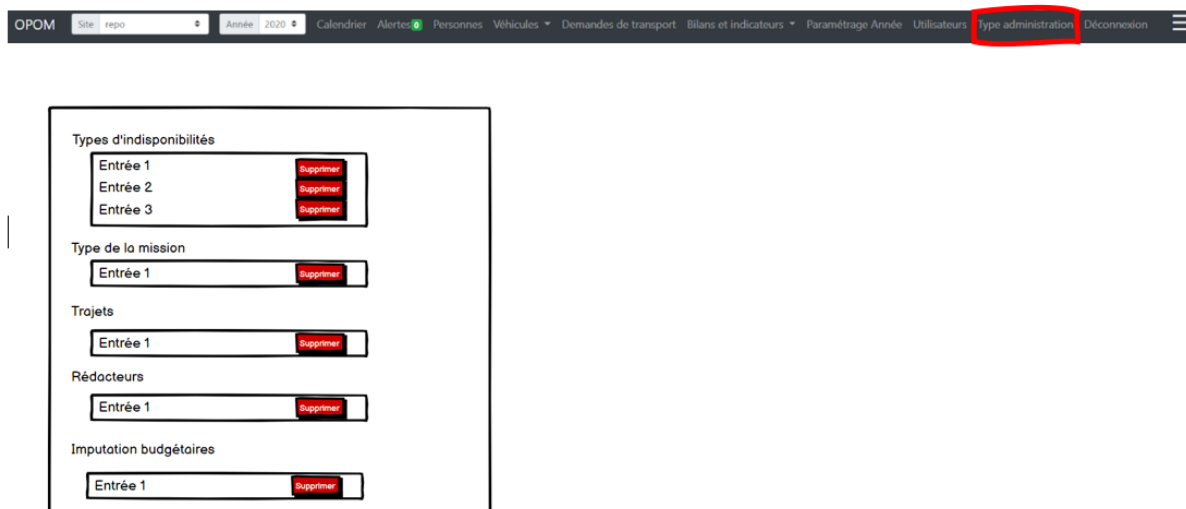 OPOM Site repo Année 2020 Calendrier Alertes 0 Personnes Véhicules Demandes de transport Bilans et indicateurs Paramétrage Année Utilisateurs Type administration Déconnexion
Types d'indisponibilités
Entrée 1 Supprimer
Entrée 2 Supprimer
Entrée 3 Supprimer
Type de la mission
Entrée 1 Supprimer
Trajets
Entrée 1 Supprimer
Rédacteurs
Entrée 1 Supprimer
Imputation budgétaires
Entrée 1 Supprimer